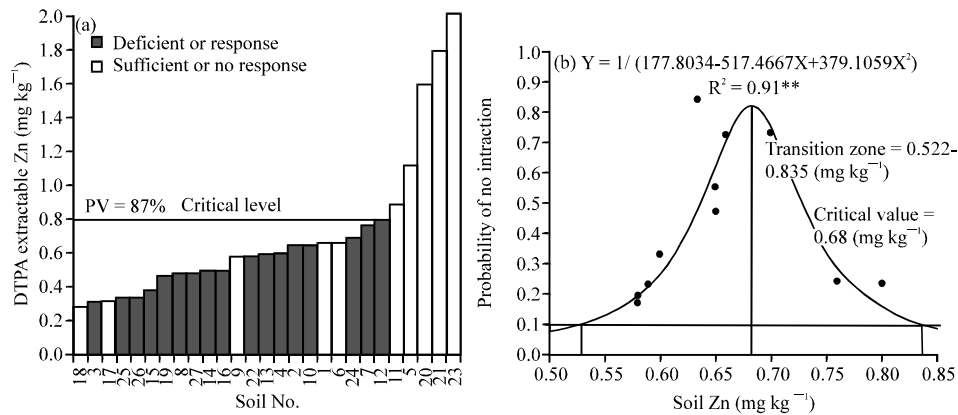 (a)
Deficient or response
Sufficient or no response
PV = 87% Critical level
DTPA extractable Zn (mg kg⁻¹)
2.0
1.8
1.6
1.4
1.2
1.0
0.8
0.6
0.4
0.2
0.0
18 3 17 25 26 15 19 8 27 14 16 9 22 13 4 2 10 1 6 24 7 12 11 5 20 21 23
Soil No.
(b) Y = 1/ (177.8034-517.4667X+379.1059X²)
R² = 0.91**
Transition zone = 0.522-
0.835 (mg kg⁻¹)
Critical value =
0.68 (mg kg⁻¹)
Probability of no intraction
1.0
0.9
0.8
0.7
0.6
0.5
0.4
0.3
0.2
0.1
0.0
0.50 0.55 0.60 0.65 0.70 0.75 0.80 0.85
Soil Zn (mg kg⁻¹)